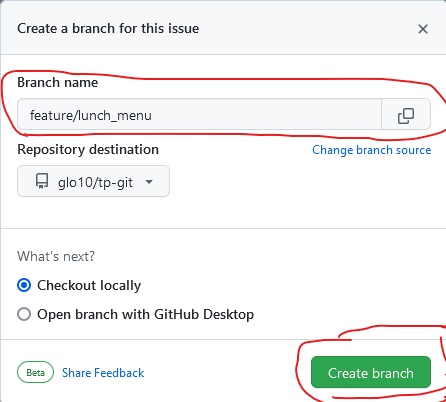 Create a branch for this issue
Branch name
feature/lunch_menu
Repository destination
Change branch source
glo10/tp-git
What's next?
Checkout locally
Open branch with GitHub Desktop
Beta
Share Feedback
Create branch